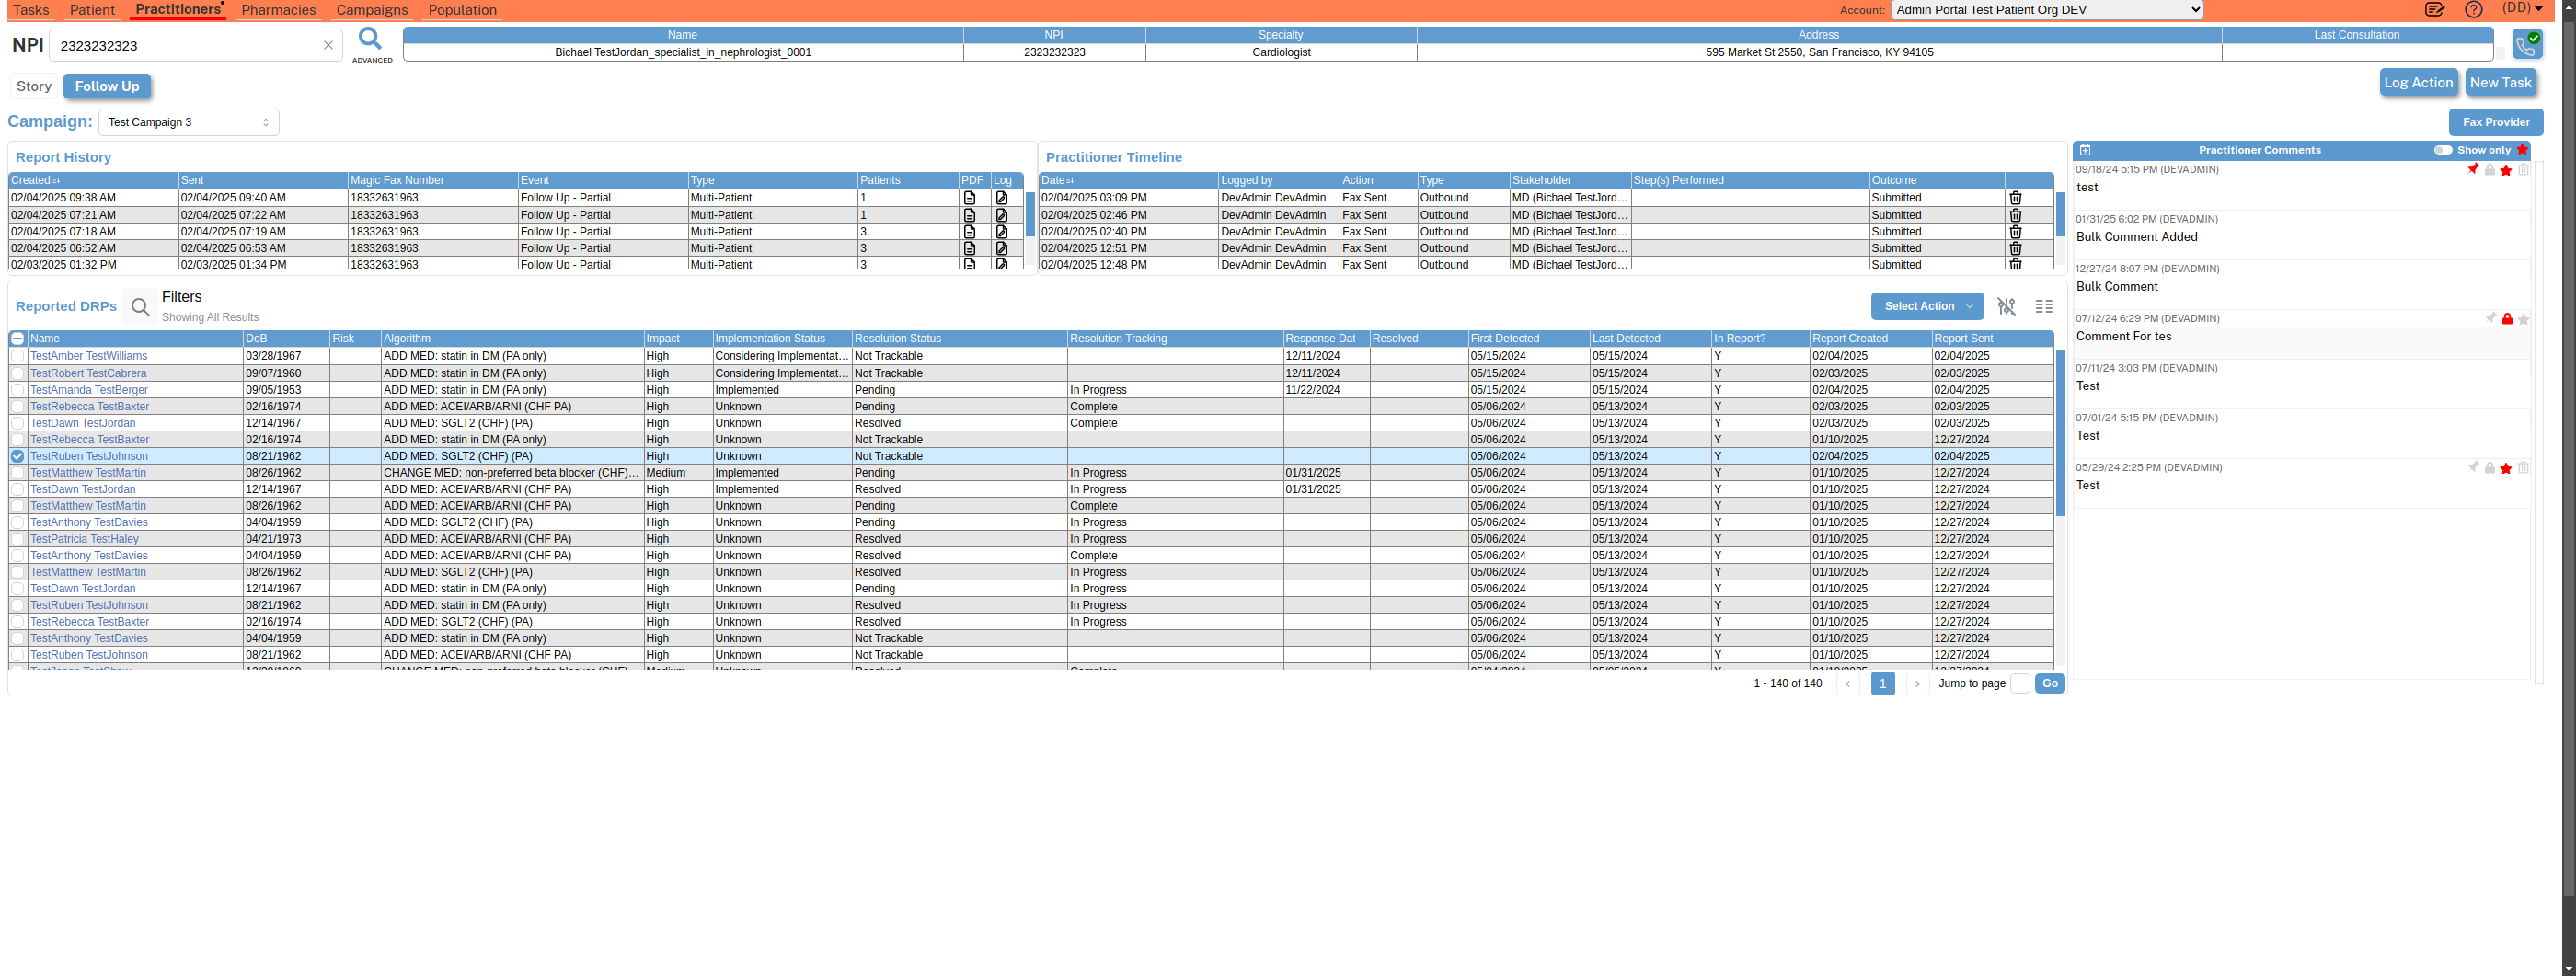 Tasks Patient Practitioners Pharmacies Campaigns Population Account: Admin Portal Test Patient Org DEV (DD)
NPI 2323232323 ADVANCED
Name NPI Specialty Address Last Consultation
Bichael TestJordan_specialist_in_nephrologist_0001 2323232323 Cardiologist 595 Market St 2550, San Francisco, KY 94105
Story Follow Up Log Action New Task
Campaign: Test Campaign 3 Fax Provider
Report History
Created Sent Magic Fax Number Event Type Patients PDF Log
02/04/2025 09:38 AM 02/04/2025 09:40 AM 18332631963 Follow Up - Partial Multi-Patient 1
02/04/2025 07:21 AM 02/04/2025 07:22 AM 18332631963 Follow Up - Partial Multi-Patient 1
02/04/2025 07:18 AM 02/04/2025 07:19 AM 18332631963 Follow Up - Partial Multi-Patient 3
02/04/2025 06:52 AM 02/04/2025 06:53 AM 18332631963 Follow Up - Partial Multi-Patient 3
02/03/2025 01:32 PM 02/03/2025 01:34 PM 18332631963 Follow Up - Partial Multi-Patient 3
Practitioner Timeline
Date Logged by Action Type Stakeholder Step(s) Performed Outcome
02/04/2025 03:09 PM DevAdmin DevAdmin Fax Sent Outbound MD (Bichael TestJord... Submitted
02/04/2025 02:46 PM DevAdmin DevAdmin Fax Sent Outbound MD (Bichael TestJord... Submitted
02/04/2025 02:40 PM DevAdmin DevAdmin Fax Sent Outbound MD (Bichael TestJord... Submitted
02/04/2025 12:51 PM DevAdmin DevAdmin Fax Sent Outbound MD (Bichael TestJord... Submitted
02/04/2025 12:48 PM DevAdmin DevAdmin Fax Sent Outbound MD (Bichael TestJord... Submitted
Reported DRPs Filters
Showing All Results
Select Action
Name DoB Risk Algorithm Impact Implementation Status Resolution Status Resolution Tracking Response Dat Resolved First Detected Last Detected In Report? Report Created Report Sent
TestAmber TestWilliams 03/28/1967 ADD MED: statin in DM (PA only) High Considering Implementat... Not Trackable 12/11/2024 05/15/2024 05/15/2024 Y 02/04/2025 02/04/2025
TestRobert TestCabrera 09/07/1960 ADD MED: statin in DM (PA only) High Considering Implementat... Not Trackable 12/11/2024 05/15/2024 05/15/2024 Y 02/03/2025 02/03/2025
TestAmanda TestBerger 09/05/1953 ADD MED: statin in DM (PA only) High Implemented Pending In Progress 11/22/2024 05/15/2024 05/15/2024 Y 02/04/2025 02/04/2025
TestRebecca TestBaxter 02/16/1974 ADD MED: ACEI/ARB/ARNI (CHF PA) High Unknown Pending Complete 05/06/2024 05/13/2024 Y 02/03/2025 02/03/2025
TestDawn TestJordan 12/14/1967 ADD MED: SGLT2 (CHF) (PA) High Unknown Resolved Complete 05/06/2024 05/13/2024 Y 02/03/2025 02/03/2025
TestRebecca TestBaxter 02/16/1974 ADD MED: statin in DM (PA only) High Unknown Not Trackable 05/06/2024 05/13/2024 Y 01/10/2025 12/27/2024
TestRuben TestJohnson 08/21/1962 ADD MED: SGLT2 (CHF) (PA) High Unknown Not Trackable 05/06/2024 05/13/2024 Y 02/04/2025 02/04/2025
TestMatthew TestMartin 08/26/1962 CHANGE MED: non-preferred beta blocker (CHF)... Medium Implemented Pending In Progress 01/31/2025 05/06/2024 05/13/2024 Y 01/10/2025 12/27/2024
TestDawn TestJordan 12/14/1967 ADD MED: ACEI/ARB/ARNI (CHF PA) High Implemented Resolved In Progress 01/31/2025 05/06/2024 05/13/2024 Y 01/10/2025 12/27/2024
TestMatthew TestMartin 08/26/1962 ADD MED: ACEI/ARB/ARNI (CHF PA) High Unknown Pending Complete 05/06/2024 05/13/2024 Y 01/10/2025 12/27/2024
TestAnthony TestDavies 04/04/1959 ADD MED: SGLT2 (CHF) (PA) High Unknown Pending In Progress 05/06/2024 05/13/2024 Y 01/10/2025 12/27/2024
TestPatricia TestHaley 04/21/1973 ADD MED: ACEI/ARB/ARNI (CHF PA) High Unknown Resolved In Progress 05/06/2024 05/13/2024 Y 01/10/2025 12/27/2024
TestAnthony TestDavies 04/04/1959 ADD MED: ACEI/ARB/ARNI (CHF PA) High Unknown Resolved Complete 05/06/2024 05/13/2024 Y 01/10/2025 12/27/2024
TestMatthew TestMartin 08/26/1962 ADD MED: SGLT2 (CHF) (PA) High Unknown Resolved In Progress 05/06/2024 05/13/2024 Y 01/10/2025 12/27/2024
TestDawn TestJordan 12/14/1967 ADD MED: statin in DM (PA only) High Unknown Pending In Progress 05/06/2024 05/13/2024 Y 01/10/2025 12/27/2024
TestRuben TestJohnson 08/21/1962 ADD MED: statin in DM (PA only) High Unknown Resolved In Progress 05/06/2024 05/13/2024 Y 01/10/2025 12/27/2024
TestRebecca TestBaxter 02/16/1974 ADD MED: SGLT2 (CHF) (PA) High Unknown Resolved In Progress 05/06/2024 05/13/2024 Y 01/10/2025 12/27/2024
TestAnthony TestDavies 04/04/1959 ADD MED: statin in DM (PA only) High Unknown Not Trackable 05/06/2024 05/13/2024 Y 01/10/2025 12/27/2024
TestRuben TestJohnson 08/21/1962 ADD MED: ACEI/ARB/ARNI (CHF PA) High Unknown Not Trackable 05/06/2024 05/13/2024 Y 01/10/2025 12/27/2024
1 - 140 of 140 1 Jump to page Go
Practitioner Comments Show only
09/18/24 5:15 PM (DEVADMIN)
test
01/31/25 6:02 PM (DEVADMIN)
Bulk Comment Added
12/27/24 8:07 PM (DEVADMIN)
Bulk Comment
07/12/24 6:29 PM (DEVADMIN)
Comment For tes
07/11/24 3:03 PM (DEVADMIN)
Test
07/01/24 5:15 PM (DEVADMIN)
Test
05/29/24 2:25 PM (DEVADMIN)
Test